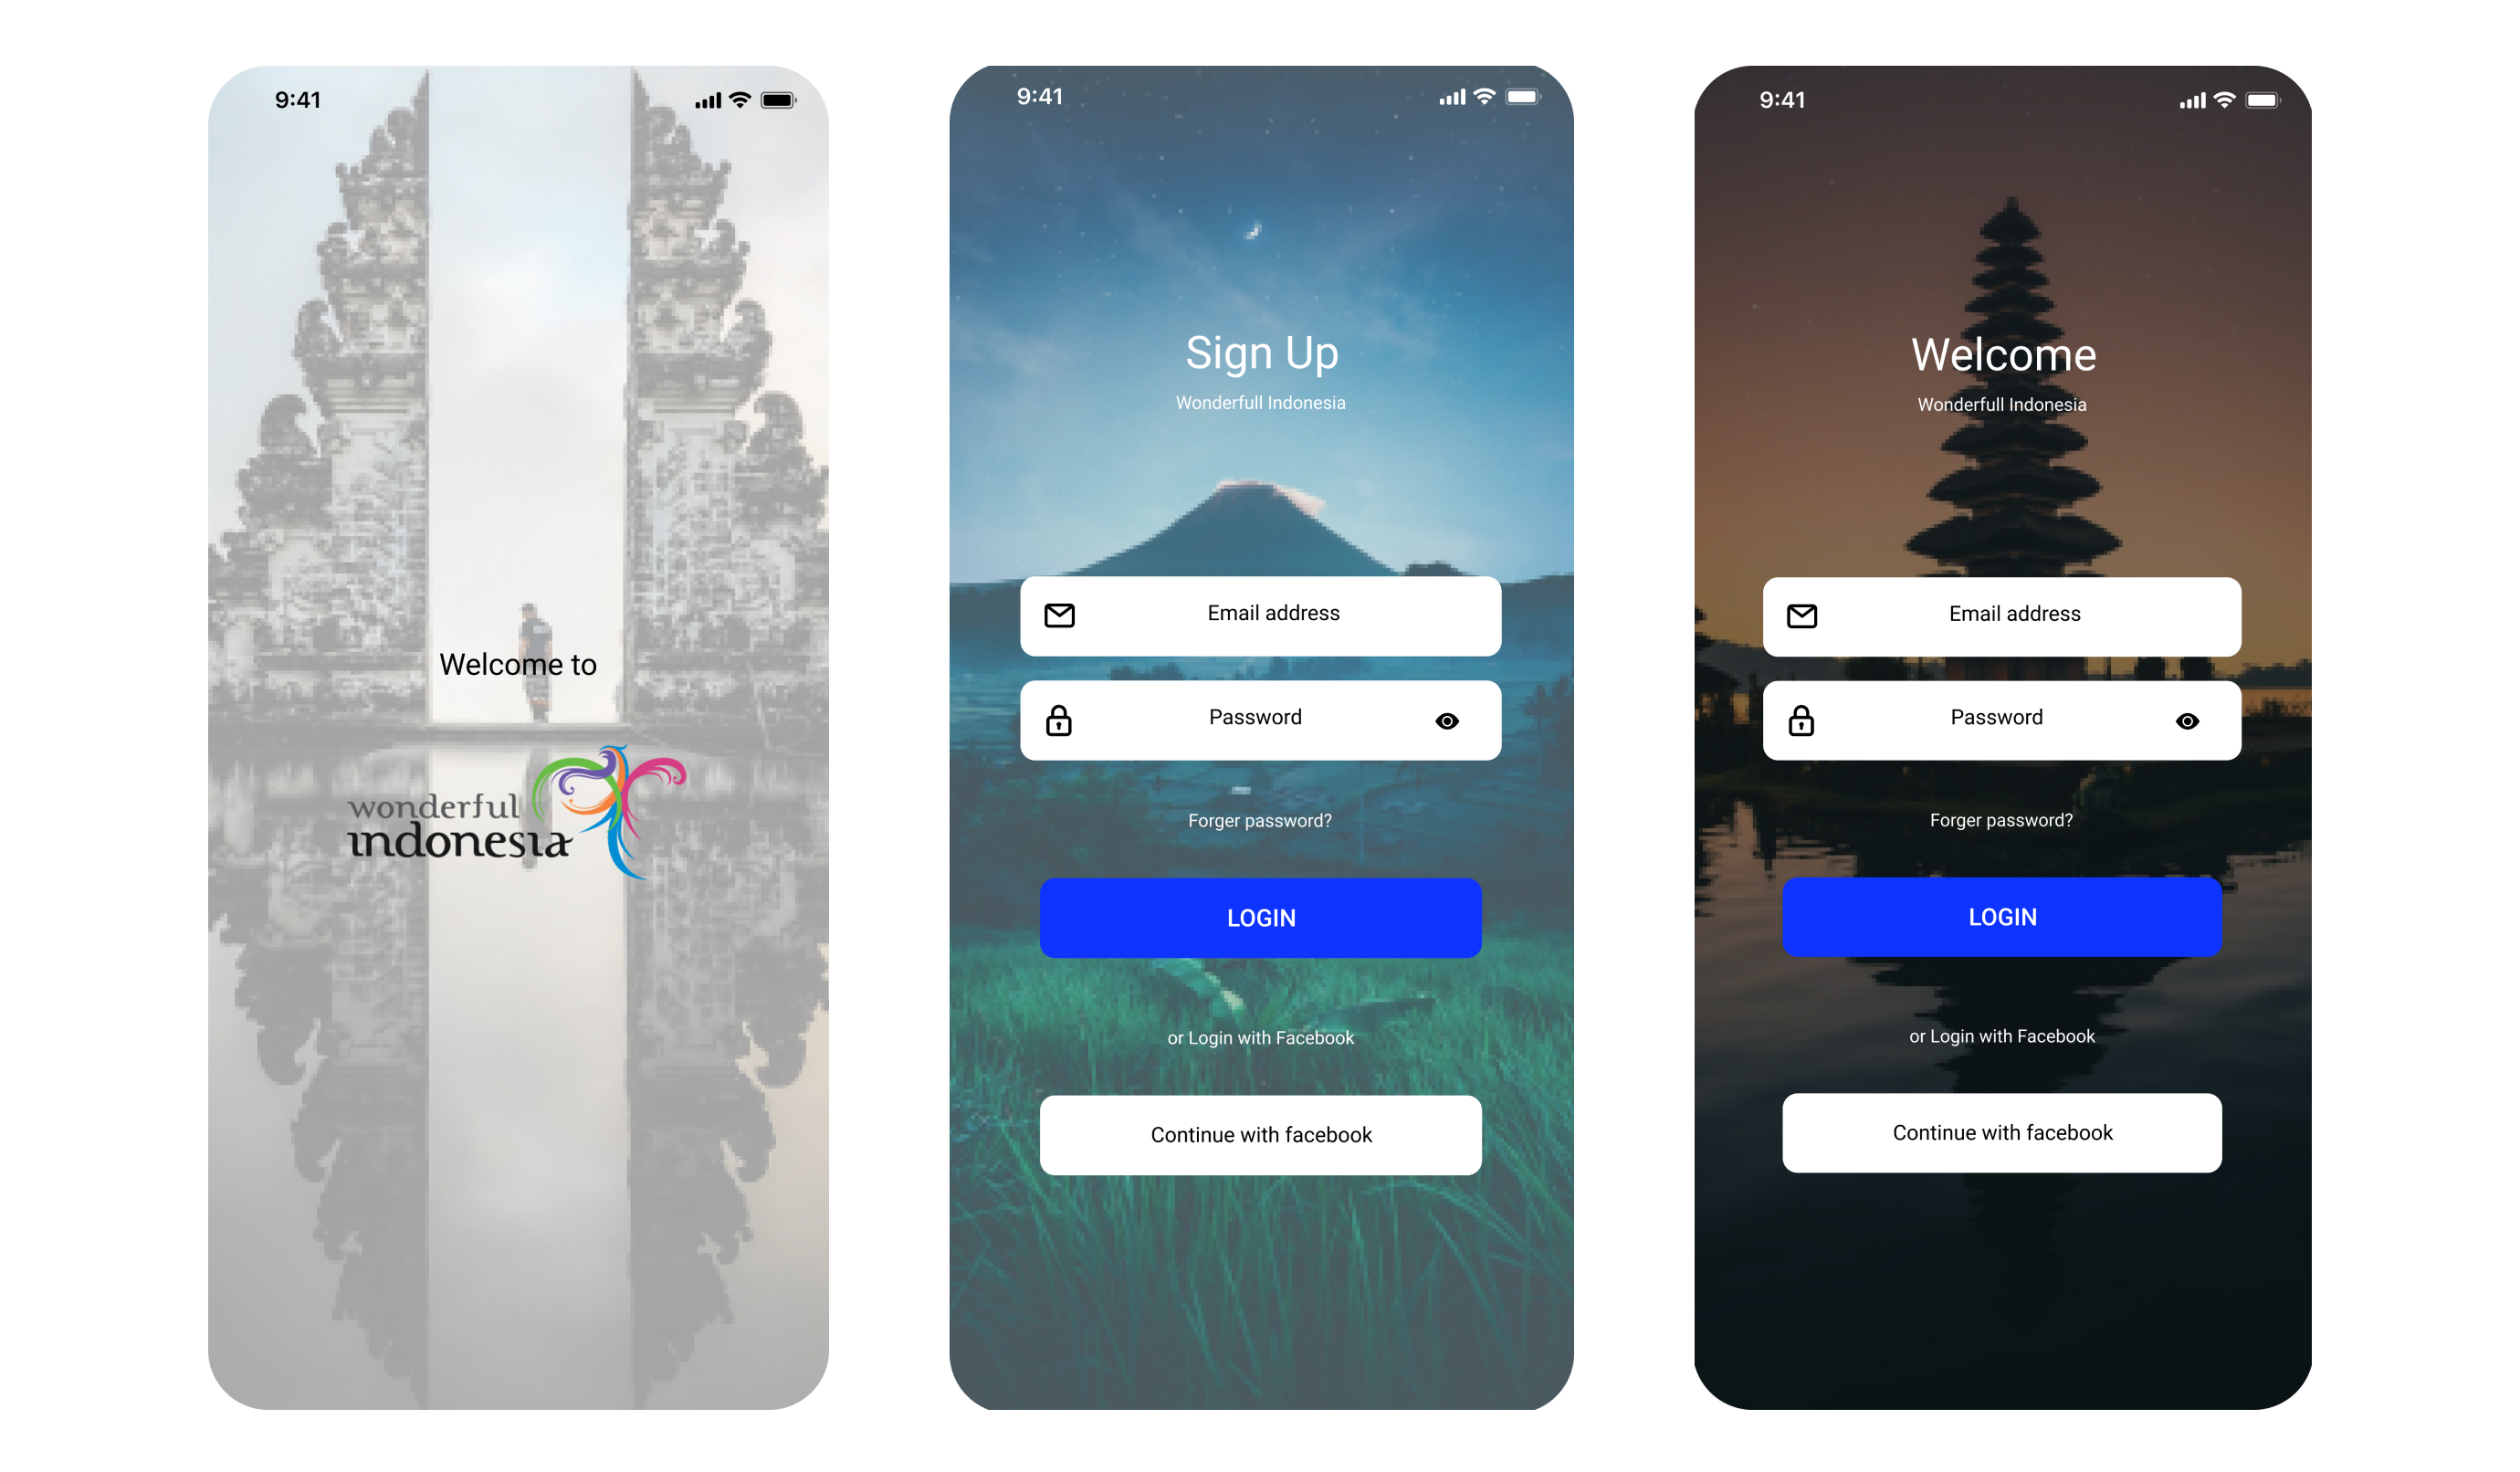 9:41
Welcome to
wonderful
indonesia
9:41
Sign Up
Wonderfull Indonesia
Email address
Password
Forger password?
LOGIN
or Login with Facebook
Continue with facebook
9:41
Welcome
Wonderfull Indonesia
Email address
Password
Forger password?
LOGIN
or Login with Facebook
Continue with facebook